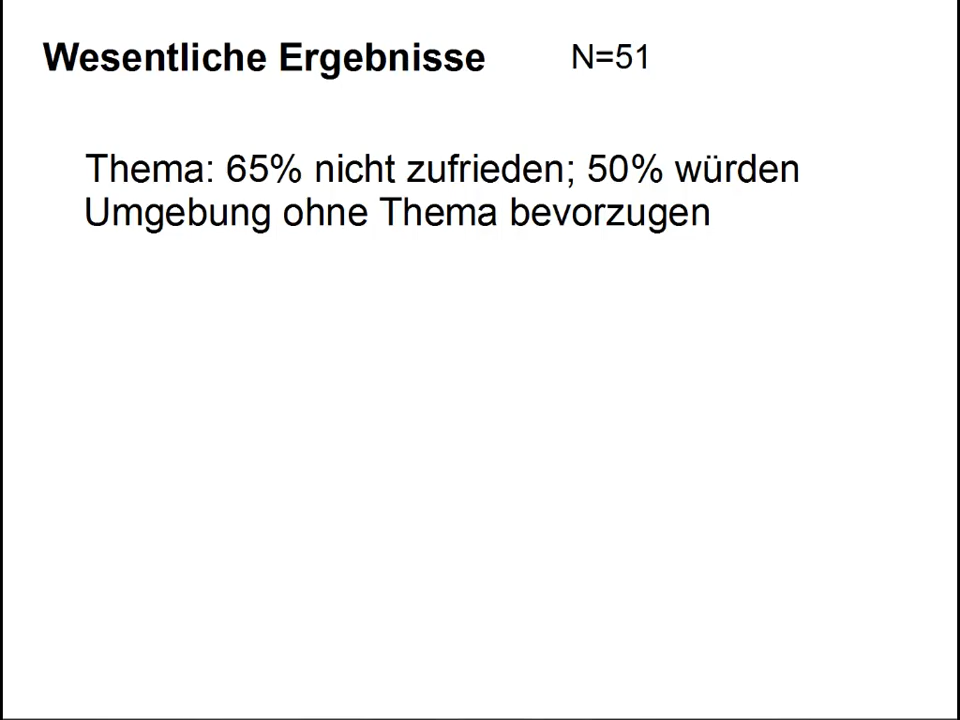 Wesentliche Ergebnisse N=51
Thema: 65% nicht zufrieden; 50% würden
Umgebung ohne Thema bevorzugen